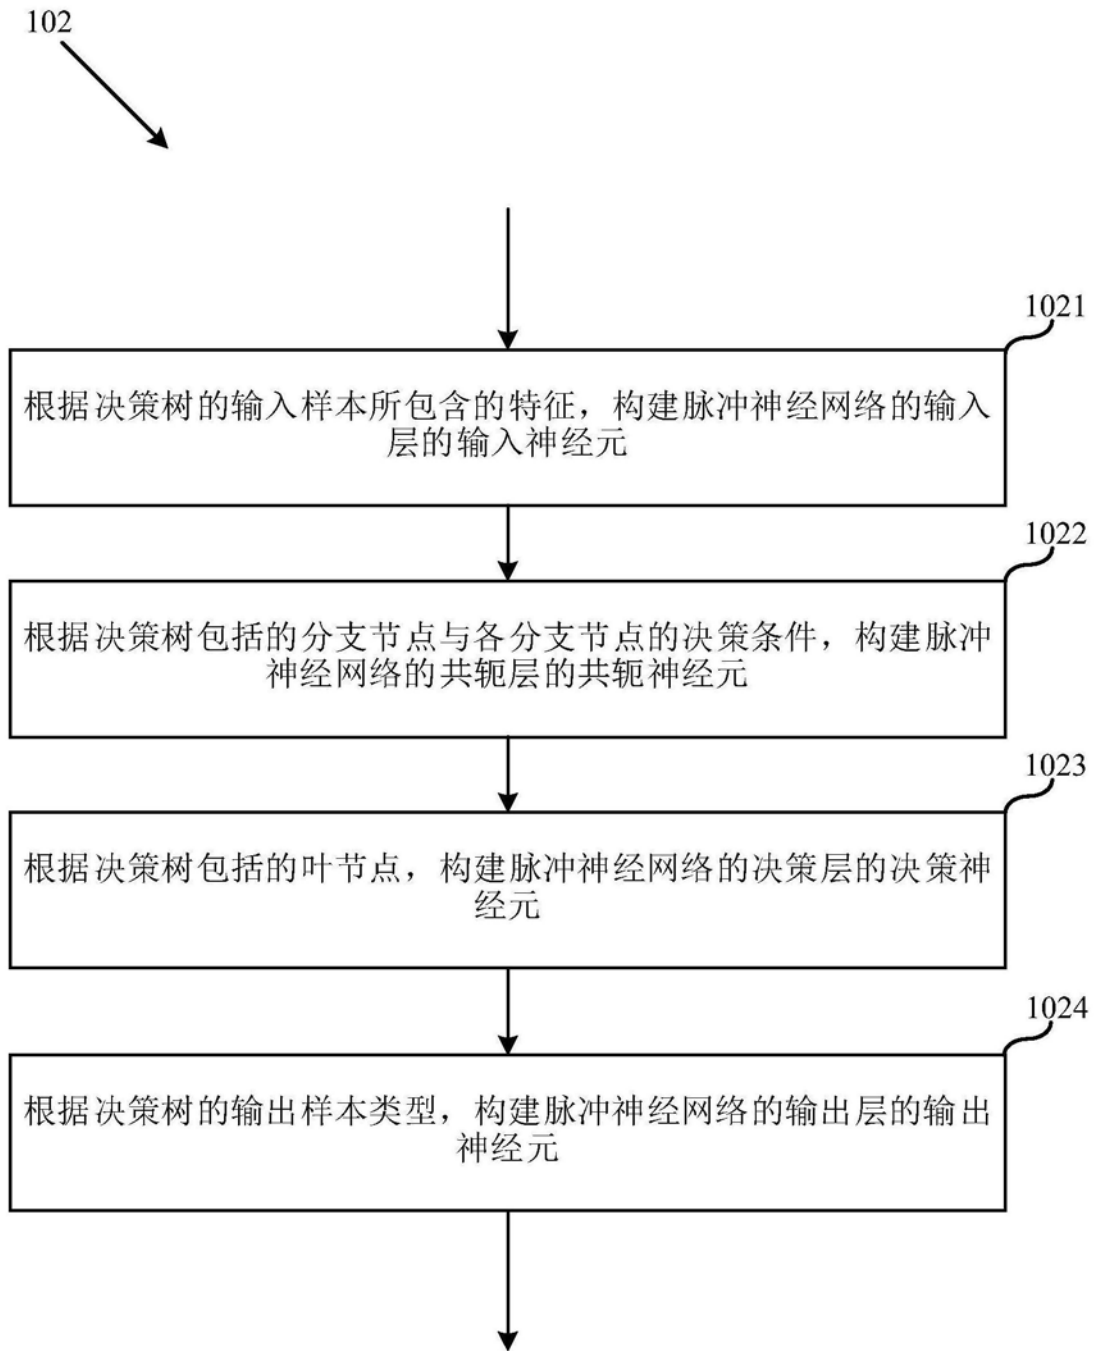 102
1021
根据决策树的输入样本所包含的特征，构建脉冲神经网络的输入
层的输入神经元
1022
根据决策树包括的分支节点与各分支节点的决策条件，构建脉冲
神经网络的共轭层的共轭神经元
1023
根据决策树包括的叶节点，构建脉冲神经网络的决策层的决策神
经元
1024
根据决策树的输出样本类型，构建脉冲神经网络的输出层的输出
神经元